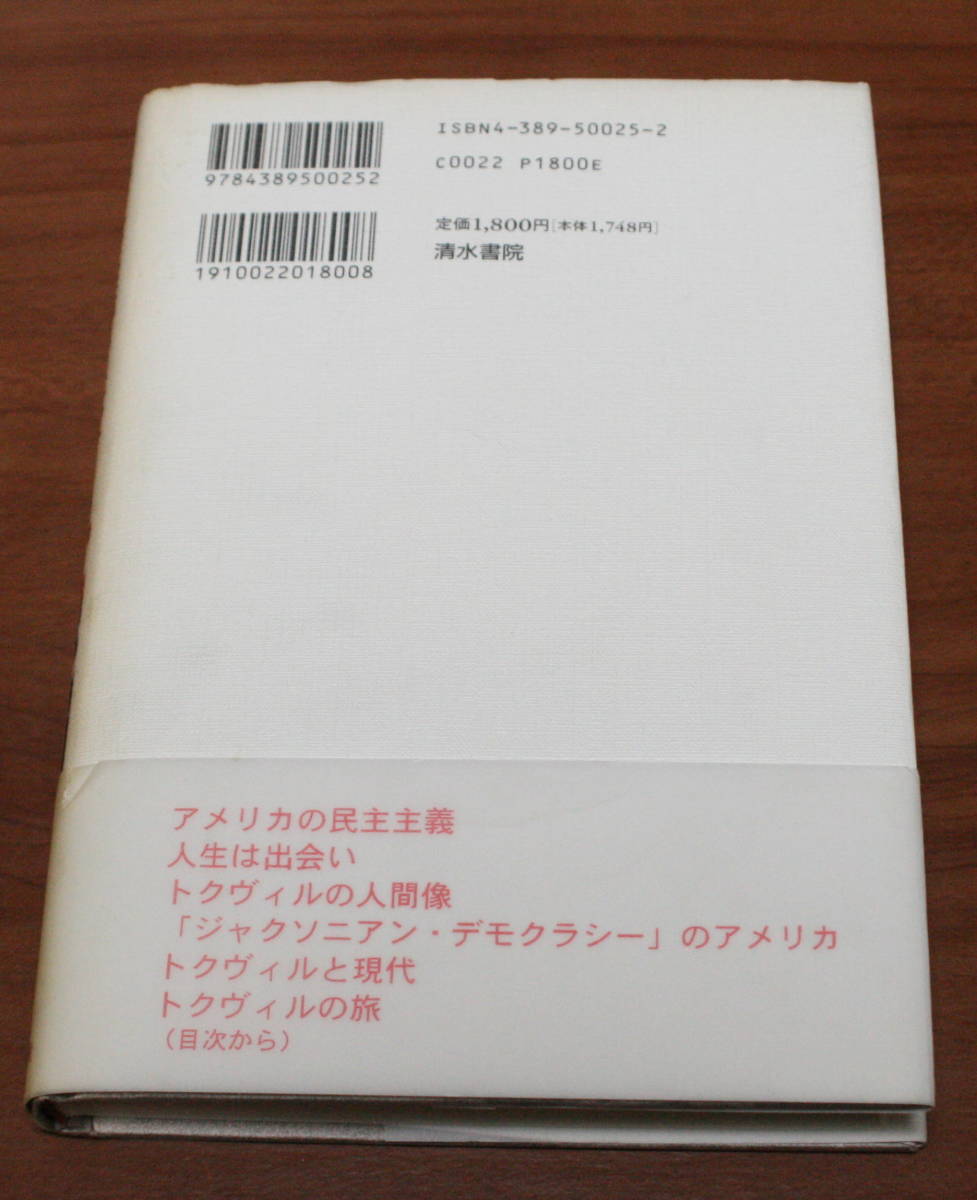 ISBN4-389-50025-2
9784389500252
C0022 P1800E
定価1,800円[本体1,748円]
1910022018008
清水書院
アメリカの民主主義
人生は出会い
トクヴィルの人間像
「ジャクソニアン・デモクラシー」のアメリカ
トクヴィルと現代
トクヴィルの旅
(目次から)